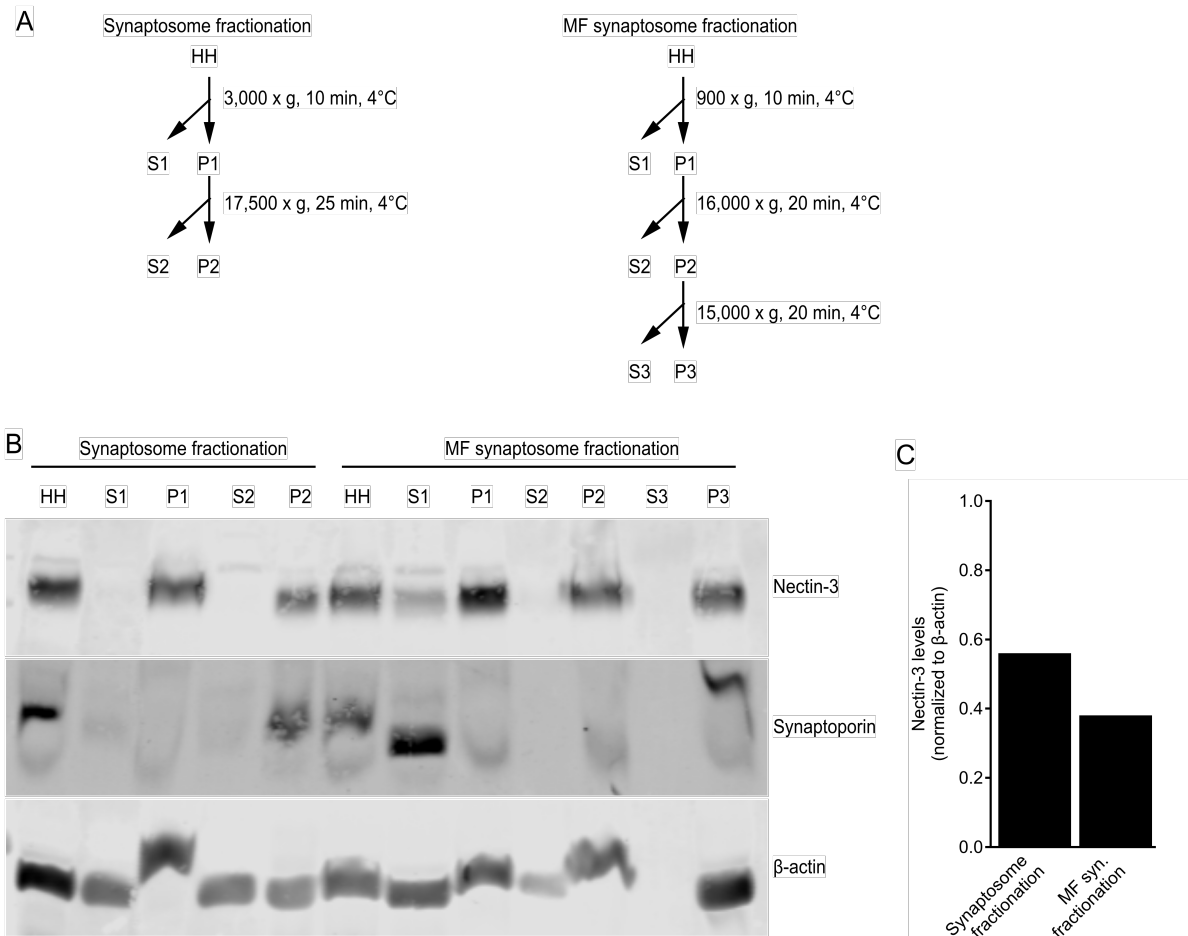 A
Synaptosome fractionation
HH
3,000 x g, 10 min, 4°C
S1 P1
17,500 x g, 25 min, 4°C
S2 P2
MF synaptosome fractionation
HH
900 x g, 10 min, 4°C
S1 P1
16,000 x g, 20 min, 4°C
S2 P2
15,000 x g, 20 min, 4°C
S3 P3
B
Synaptosome fractionation MF synaptosome fractionation
HH S1 P1 S2 P2 HH S1 P1 S2 P2 S3 P3
Nectin-3
Synaptoporin
β-actin
C
Nectin-3 levels
(normalized to β-actin)
1.0
0.8
0.6
0.4
0.2
0.0
Synaptosome
fractionation
MF syn.
fractionation